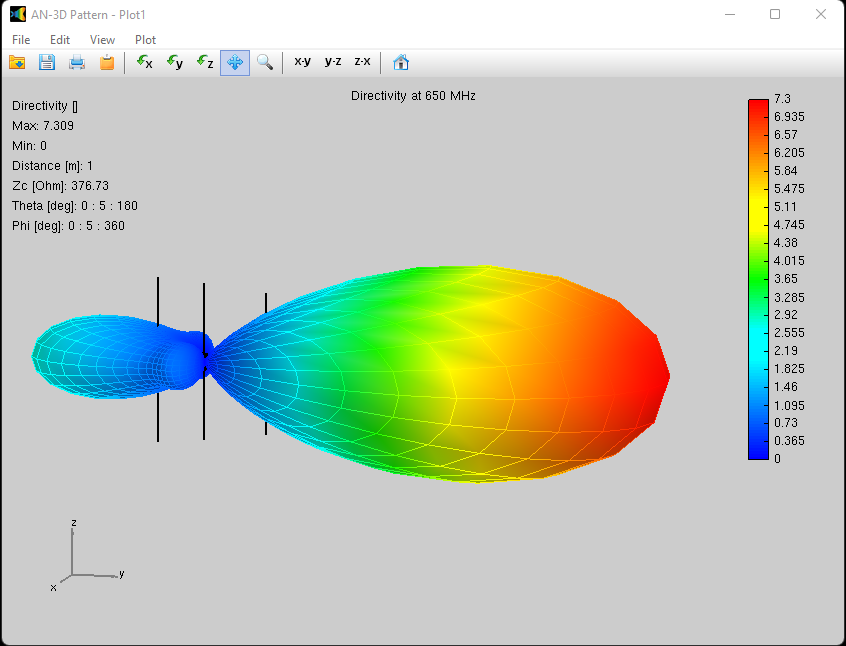 AN-3D Pattern - Plot1
File Edit View Plot
x y z x-y y-z z-x
Directivity at 650 MHz
Directivity []
Max: 7.309
Min: 0
Distance [m]: 1
Zc [Ohm]: 376.73
Theta [deg]: 0 : 5 : 180
Phi [deg]: 0 : 5 : 360
7.3
6.935
6.57
6.205
5.84
5.475
5.11
4.745
4.38
4.015
3.65
3.285
2.92
2.555
2.19
1.825
1.46
1.095
0.73
0.365
0
z
y
x